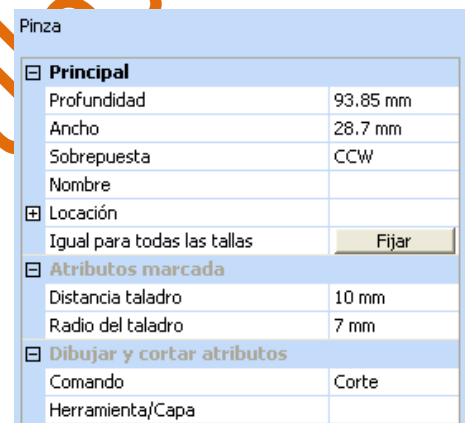 Pinza
Principal
Profundidad 93.85 mm
Ancho 28.7 mm
Sobrepuesta CCW
Nombre
Locación
Igual para todas las tallas Fijar
Atributos marcada
Distancia taladro 10 mm
Radio del taladro 7 mm
Dibujar y cortar atributos
Comando Corte
Herramienta/Capa